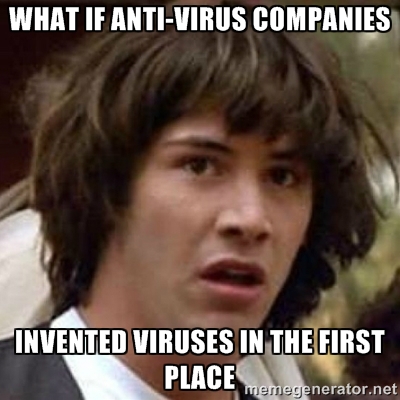 WHAT IF ANTI-VIRUS COMPANIES
INVENTED VIRUSES IN THE FIRST
PLACE
memegenerator.net